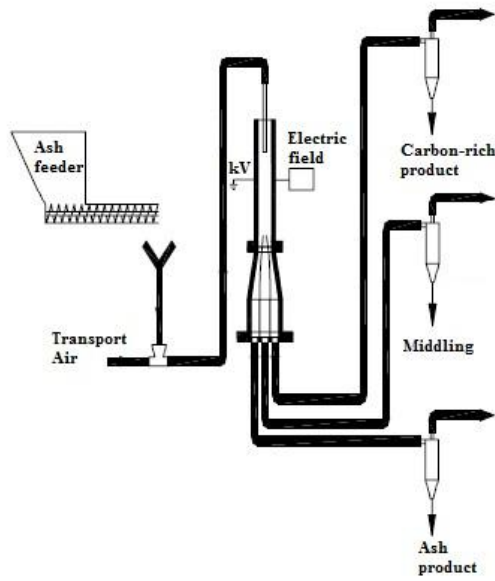 Ash
feeder
Electric
field
kV
Carbon-rich
product
Transport
Air
Middling
Ash
product